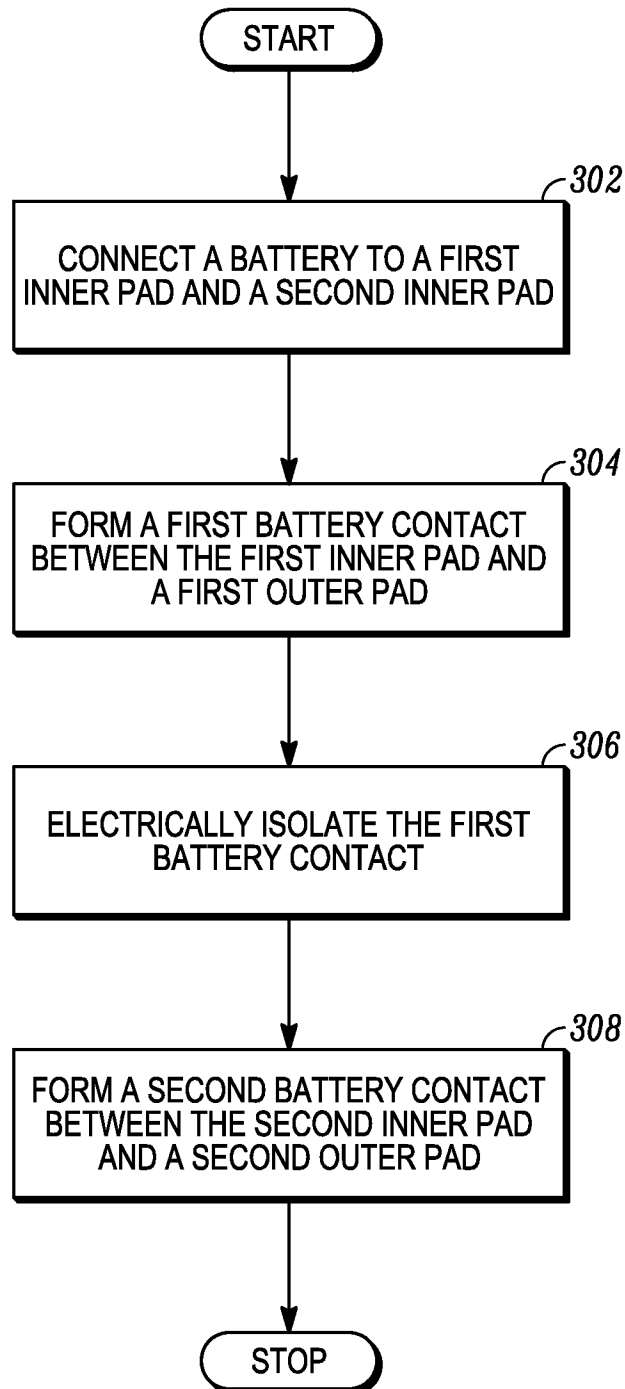 START
302
CONNECT A BATTERY TO A FIRST
INNER PAD AND A SECOND INNER PAD
304
FORM A FIRST BATTERY CONTACT
BETWEEN THE FIRST INNER PAD AND
A FIRST OUTER PAD
306
ELECTRICALLY ISOLATE THE FIRST
BATTERY CONTACT
308
FORM A SECOND BATTERY CONTACT
BETWEEN THE SECOND INNER PAD
AND A SECOND OUTER PAD
STOP